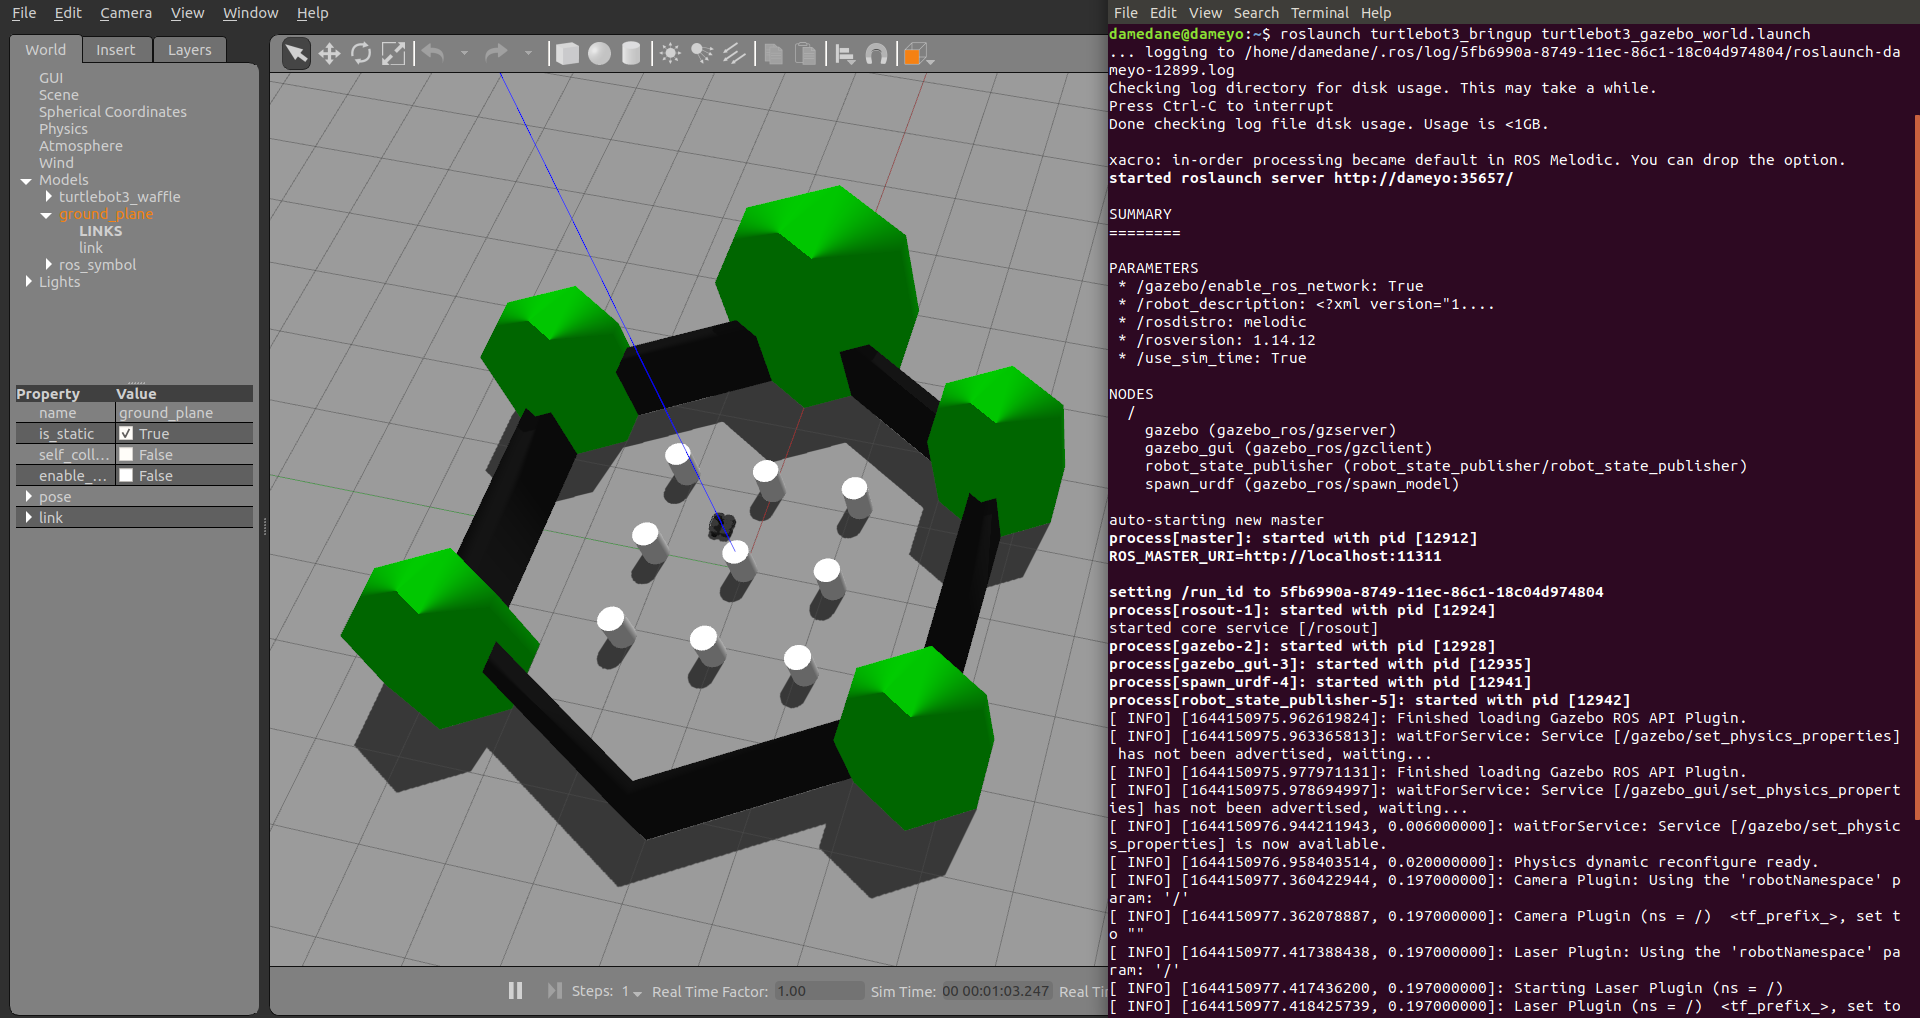 File Edit Camera View Window Help
World Insert Layers
GUI
Scene
Spherical Coordinates
Physics
Atmosphere
Wind
Models
turtlebot3_waffle
ground_plane
LINKS
link
ros_symbol
Lights
Property Value
name ground_plane
is_static True
self_coll... False
enable_... False
pose
link
Steps: 1 Real Time Factor: 1.00 Sim Time: 00 00:01:03.247 Real Ti
File Edit View Search Terminal Help
damedane@dameyo:~$ roslaunch turtlebot3_bringup turtlebot3_gazebo_world.launch
... logging to /home/damedane/.ros/log/5fb6990a-8749-11ec-86c1-18c04d974804/roslaunch-da
meyo-12899.log
Checking log directory for disk usage. This may take a while.
Press Ctrl-C to interrupt
Done checking log file disk usage. Usage is <1GB.
xacro: in-order processing became default in ROS Melodic. You can drop the option.
started roslaunch server http://dameyo:35657/
SUMMARY
========
PARAMETERS
* /gazebo/enable_ros_network: True
* /robot_description: <?xml version="1....
* /rosdistro: melodic
* /rosversion: 1.14.12
* /use_sim_time: True
NODES
/
gazebo (gazebo_ros/gzserver)
gazebo_gui (gazebo_ros/gzclient)
robot_state_publisher (robot_state_publisher/robot_state_publisher)
spawn_urdf (gazebo_ros/spawn_model)
auto-starting new master
process[master]: started with pid [12912]
ROS_MASTER_URI=http://localhost:11311
setting /run_id to 5fb6990a-8749-11ec-86c1-18c04d974804
process[rosout-1]: started with pid [12924]
started core service [/rosout]
process[gazebo-2]: started with pid [12928]
process[gazebo_gui-3]: started with pid [12935]
process[spawn_urdf-4]: started with pid [12941]
process[robot_state_publisher-5]: started with pid [12942]
[ INFO] [1644150975.962619824]: Finished loading Gazebo ROS API Plugin.
[ INFO] [1644150975.963365813]: waitForService: Service [/gazebo/set_physics_properties]
has not been advertised, waiting...
[ INFO] [1644150975.977971131]: Finished loading Gazebo ROS API Plugin.
[ INFO] [1644150975.978694997]: waitForService: Service [/gazebo_gui/set_physics_propert
ies] has not been advertised, waiting...
[ INFO] [1644150976.944211943, 0.006000000]: waitForService: Service [/gazebo/set_physic
s_properties] is now available.
[ INFO] [1644150976.958403514, 0.020000000]: Physics dynamic reconfigure ready.
[ INFO] [1644150977.360422944, 0.197000000]: Camera Plugin: Using the 'robotNamespace' p
aram: '/'
[ INFO] [1644150977.362078887, 0.197000000]: Camera Plugin (ns = /)  <tf_prefix_>, set t
o ""
[ INFO] [1644150977.417388438, 0.197000000]: Laser Plugin: Using the 'robotNamespace' pa
ram: '/'
[ INFO] [1644150977.417436200, 0.197000000]: Starting Laser Plugin (ns = /)
[ INFO] [1644150977.418425739, 0.197000000]: Laser Plugin (ns = /)  <tf_prefix_>, set to